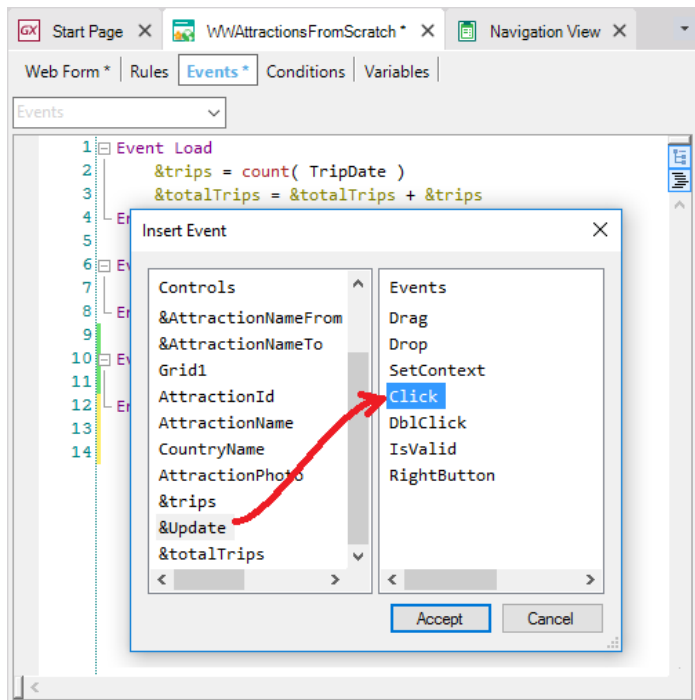 GX Start Page WWAttractionsFromScratch * Navigation View
Web Form * Rules Events * Conditions Variables
Events
1 Event Load
2 &trips = count( TripDate )
3 &totalTrips = &totalTrips + &trips
4 En
5
6 Ev
7
8 En
9
10 Ev
11
12 En
13
14
Insert Event
Controls
&AttractionNameFrom
&AttractionNameTo
Grid1
AttractionId
AttractionName
CountryName
AttractionPhoto
&trips
&Update
&totalTrips
Events
Drag
Drop
SetContext
Click
DblClick
IsValid
RightButton
Accept Cancel